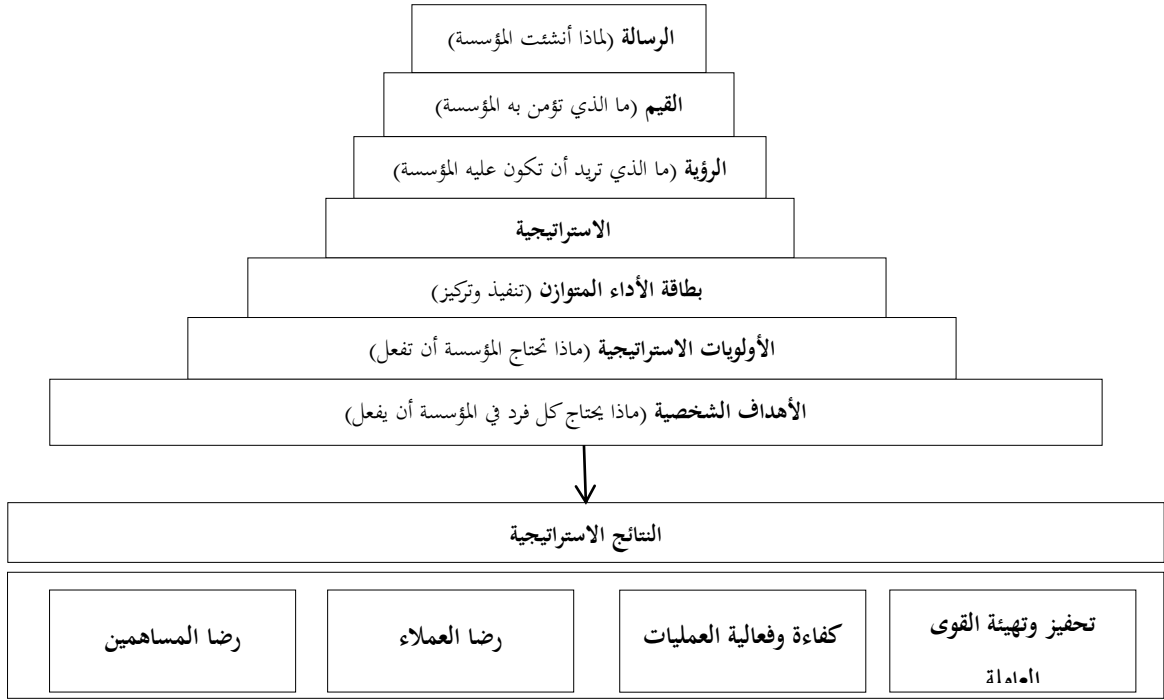 الرسالة (لماذا أنشئت المؤسسة)
القيم (ما الذي تؤمن به المؤسسة)
الرؤية (ما الذي تريد أن تكون عليه المؤسسة)
الاستراتيجية
بطاقة الأداء المتوازن (تنفيذ وتركيز)
الأولويات الاستراتيجية (ماذا تحتاج المؤسسة أن تفعل)
الأهداف الشخصية (ماذا يحتاج كل فرد في المؤسسة أن يفعل)
النتائج الاستراتيجية
تحفيز وتهيئة القوى
العاملة
كفاءة وفعالية العمليات
رضا العملاء
رضا المساهمين